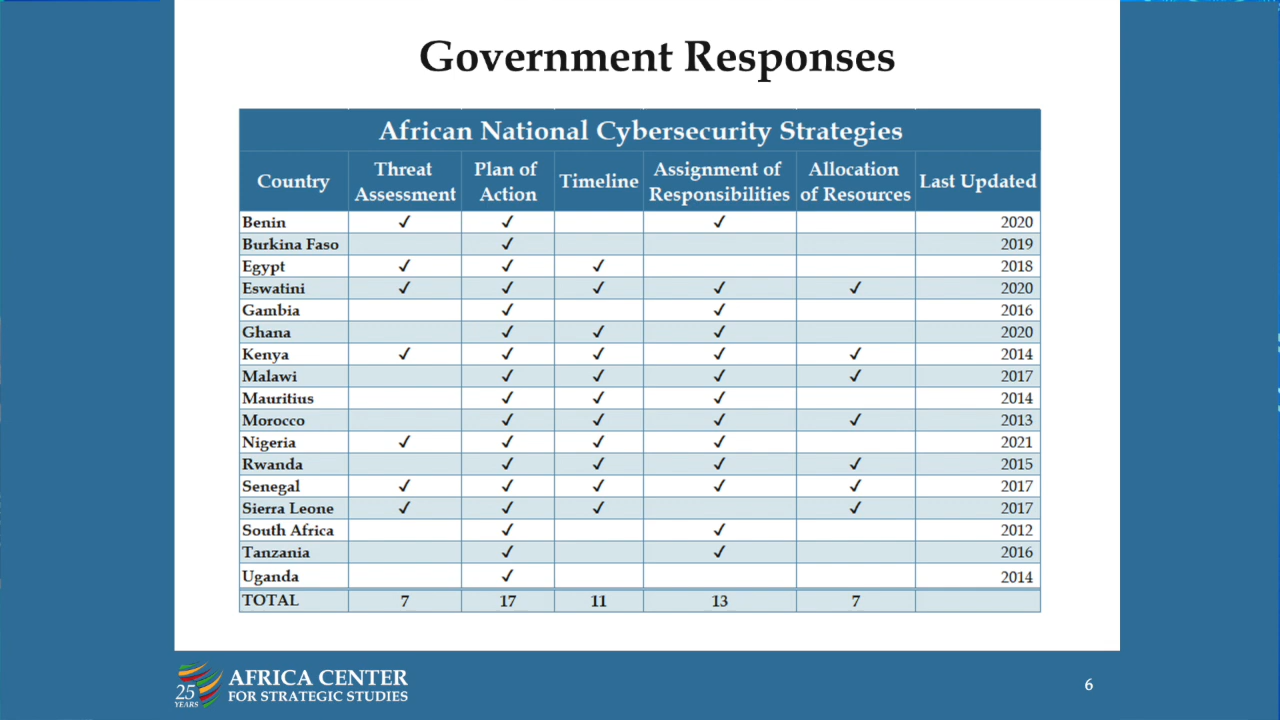 Government Responses
African National Cybersecurity Strategies
Country Threat Assessment Plan of Action Timeline Assignment of Responsibilities Allocation of Resources Last Updated
Benin ✓ ✓ ✓ 2020
Burkina Faso ✓ 2019
Egypt ✓ ✓ ✓ 2018
Eswatini ✓ ✓ ✓ ✓ ✓ 2020
Gambia ✓ ✓ 2016
Ghana ✓ ✓ ✓ 2020
Kenya ✓ ✓ ✓ ✓ ✓ 2014
Malawi ✓ ✓ ✓ ✓ 2017
Mauritius ✓ ✓ ✓ 2014
Morocco ✓ ✓ ✓ ✓ 2013
Nigeria ✓ ✓ ✓ ✓ 2021
Rwanda ✓ ✓ ✓ ✓ 2015
Senegal ✓ ✓ ✓ ✓ ✓ 2017
Sierra Leone ✓ ✓ ✓ ✓ 2017
South Africa ✓ ✓ 2012
Tanzania ✓ ✓ 2016
Uganda ✓ 2014
TOTAL 7 17 11 13 7
25 YEARS
AFRICA CENTER
FOR STRATEGIC STUDIES
6